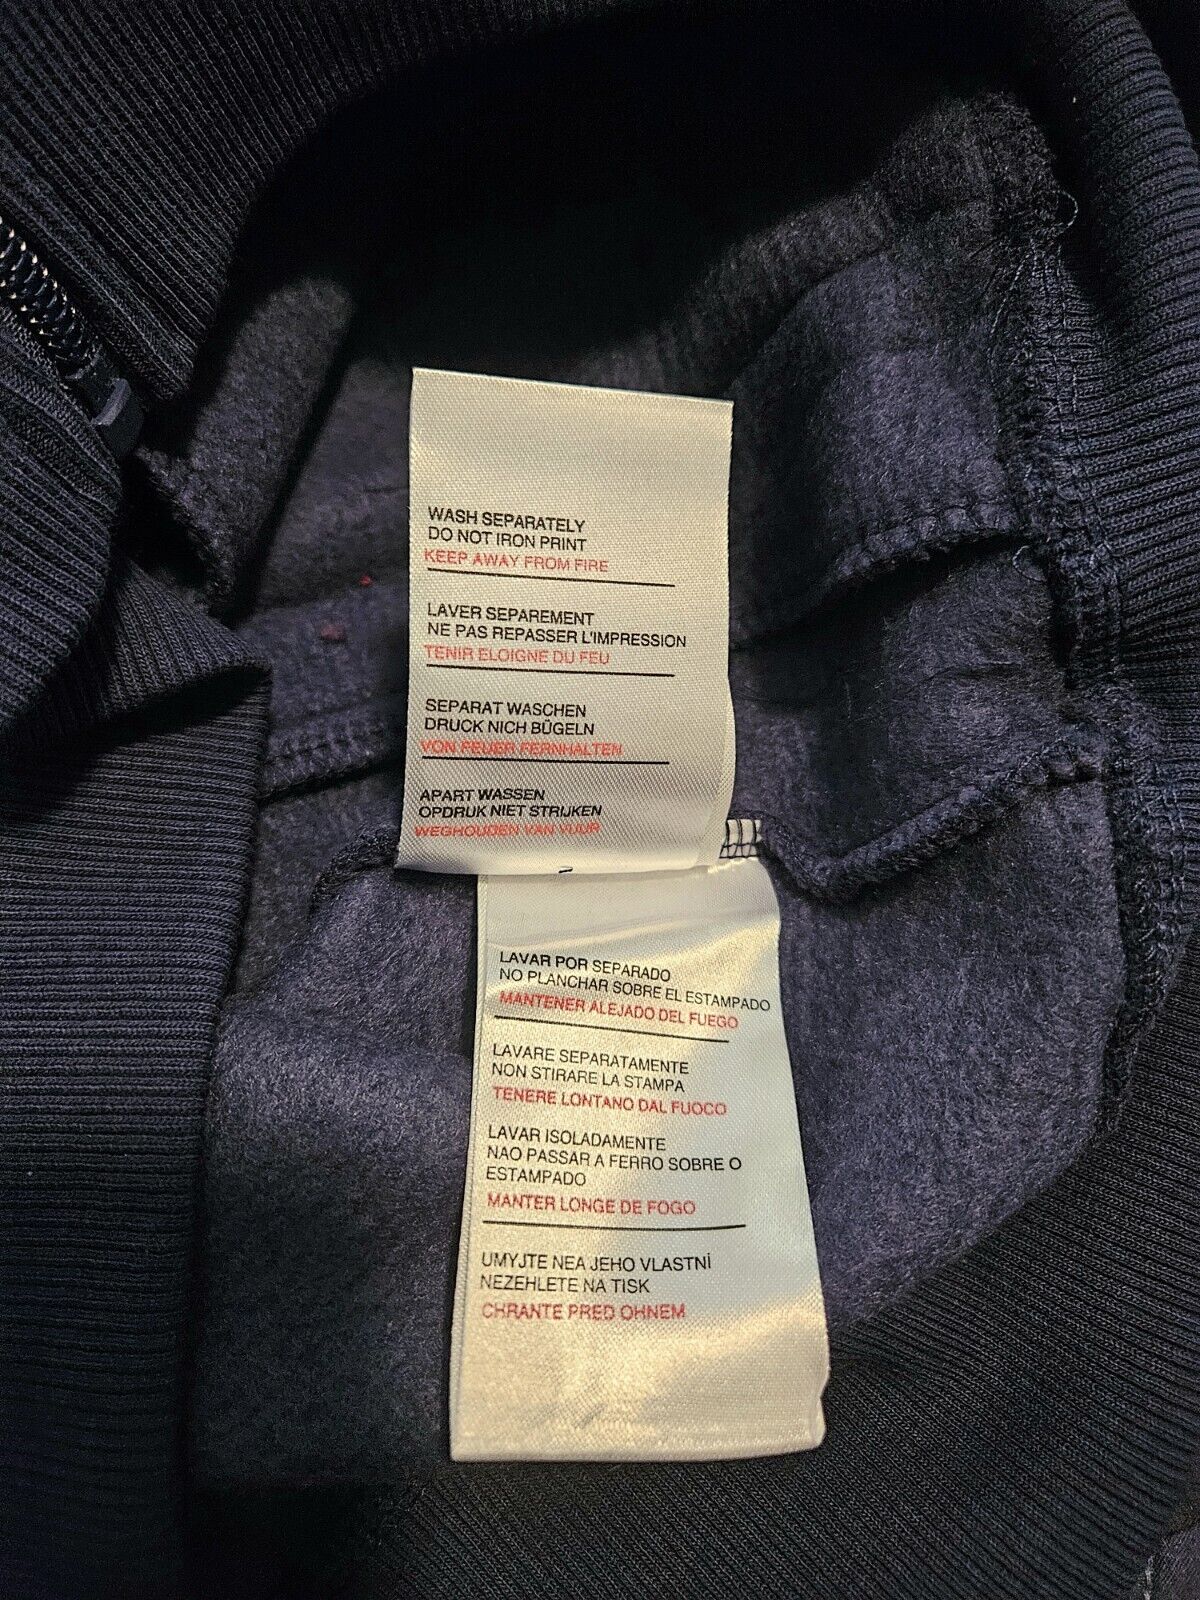 WASH SEPARATELY
DO NOT IRON PRINT
KEEP AWAY FROM FIRE
LAVER SEPAREMENT
NE PAS REPASSER L'IMPRESSION
TENIR ELOIGNE DU FEU
SEPARAT WASCHEN
DRUCK NICH BÜGELN
VON FEUER FERNHALTEN
APART WASSEN
OPDRUK NIET STRIJKEN
WEGHOUDEN VAN VUUR
LAVAR POR SEPARADO
NO PLANCHAR SOBRE EL ESTAMPADO
MANTENER ALEJADO DEL FUEGO
LAVARE SEPARATAMENTE
NON STIRARE LA STAMPA
TENERE LONTANO DAL FUOCO
LAVAR ISOLADAMENTE
NAO PASSAR A FERRO SOBRE O
ESTAMPADO
MANTER LONGE DE FOGO
UMYJTE NEA JEHO VLASTNÍ
NEZEHLETE NA TISK
CHRANTE PRED OHNEM